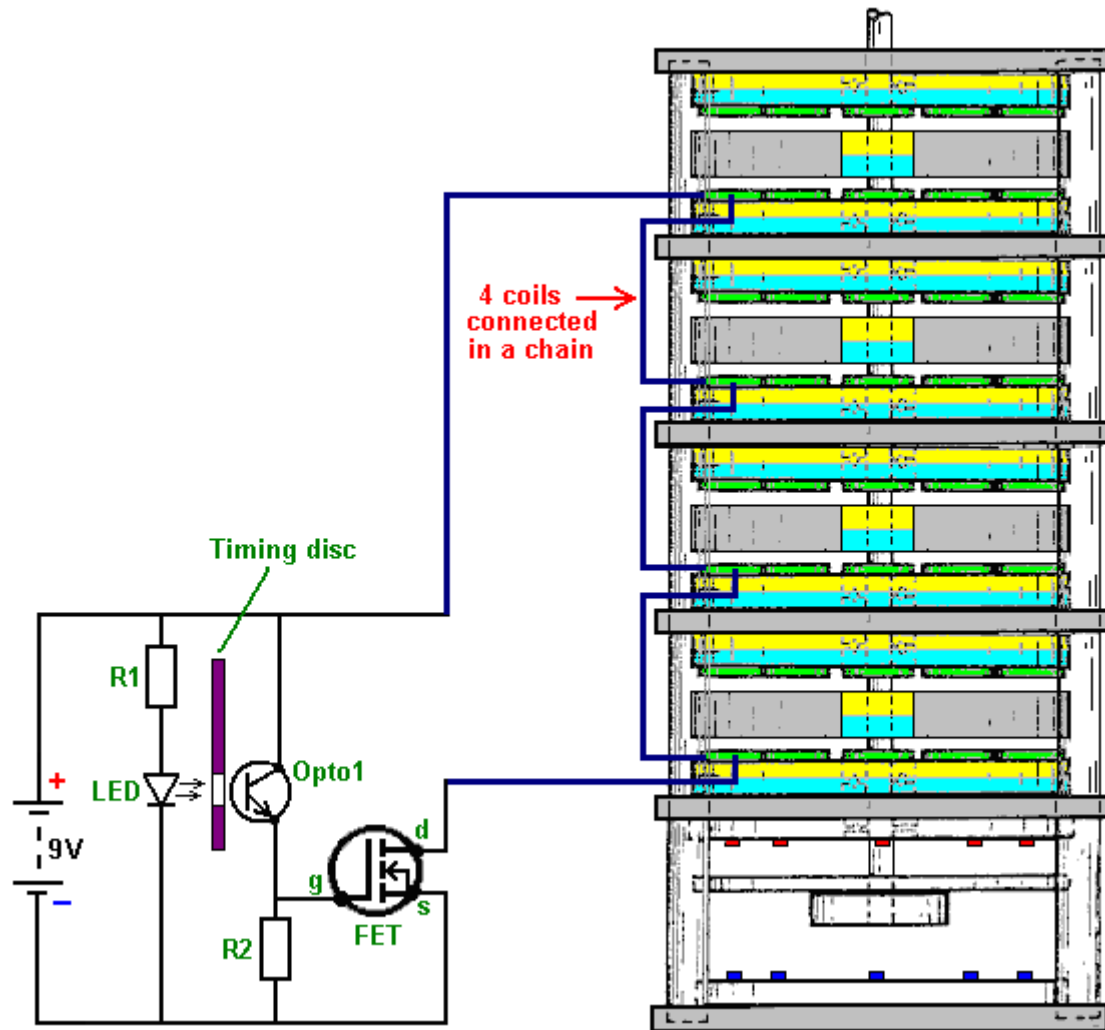 4 coils
connected
in a chain
Timing disc
R1
LED
Opto1
+
9V
–
d
g
s
FET
R2